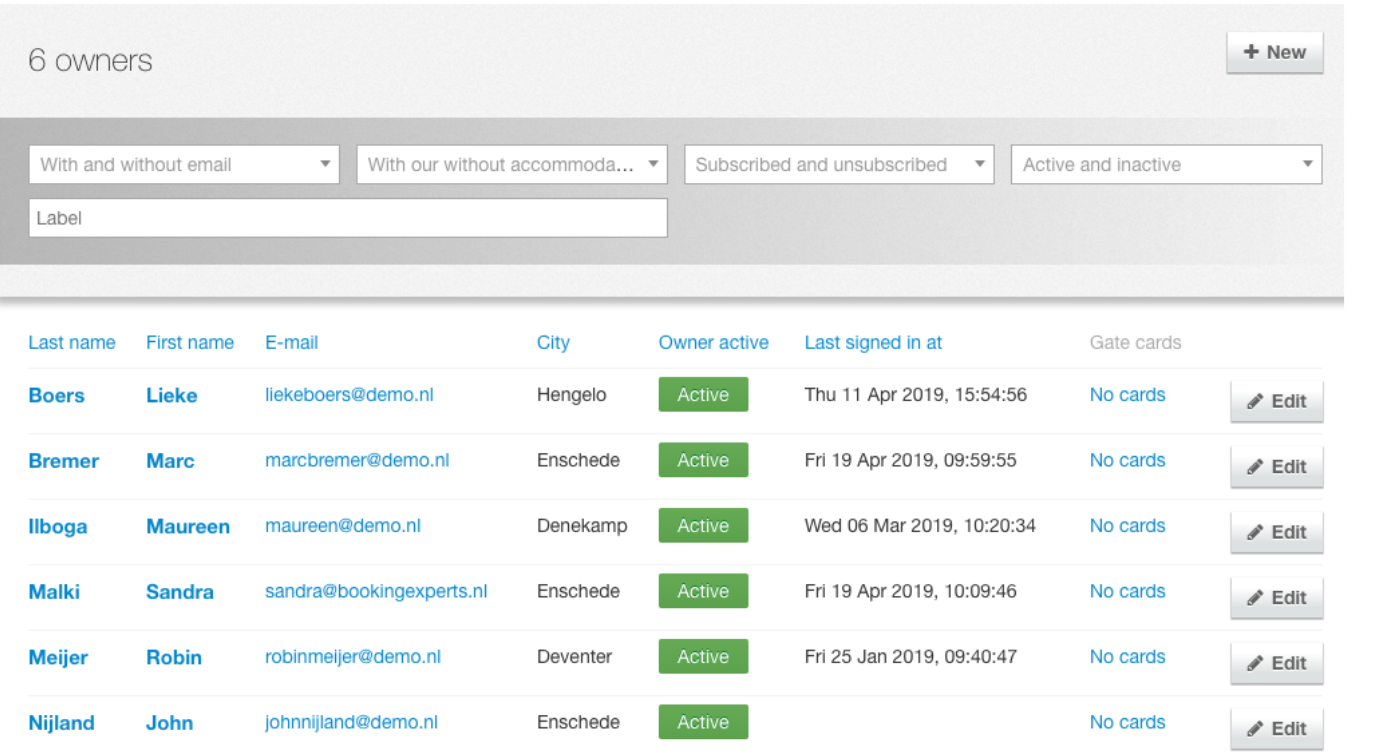 6 owners
+ New
With and without email
With our without accommoda...
Subscribed and unsubscribed
Active and inactive
Label
Last name First name E-mail City Owner active Last signed in at Gate cards
Boers Lieke liekeboers@demo.nl Hengelo Active Thu 11 Apr 2019, 15:54:56 No cards Edit
Bremer Marc marcbremer@demo.nl Enschede Active Fri 19 Apr 2019, 09:59:55 No cards Edit
Ilboga Maureen maureen@demo.nl Denekamp Active Wed 06 Mar 2019, 10:20:34 No cards Edit
Malki Sandra sandra@bookingexperts.nl Enschede Active Fri 19 Apr 2019, 10:09:46 No cards Edit
Meijer Robin robinmeijer@demo.nl Deventer Active Fri 25 Jan 2019, 09:40:47 No cards Edit
Nijland John johnnijland@demo.nl Enschede Active No cards Edit